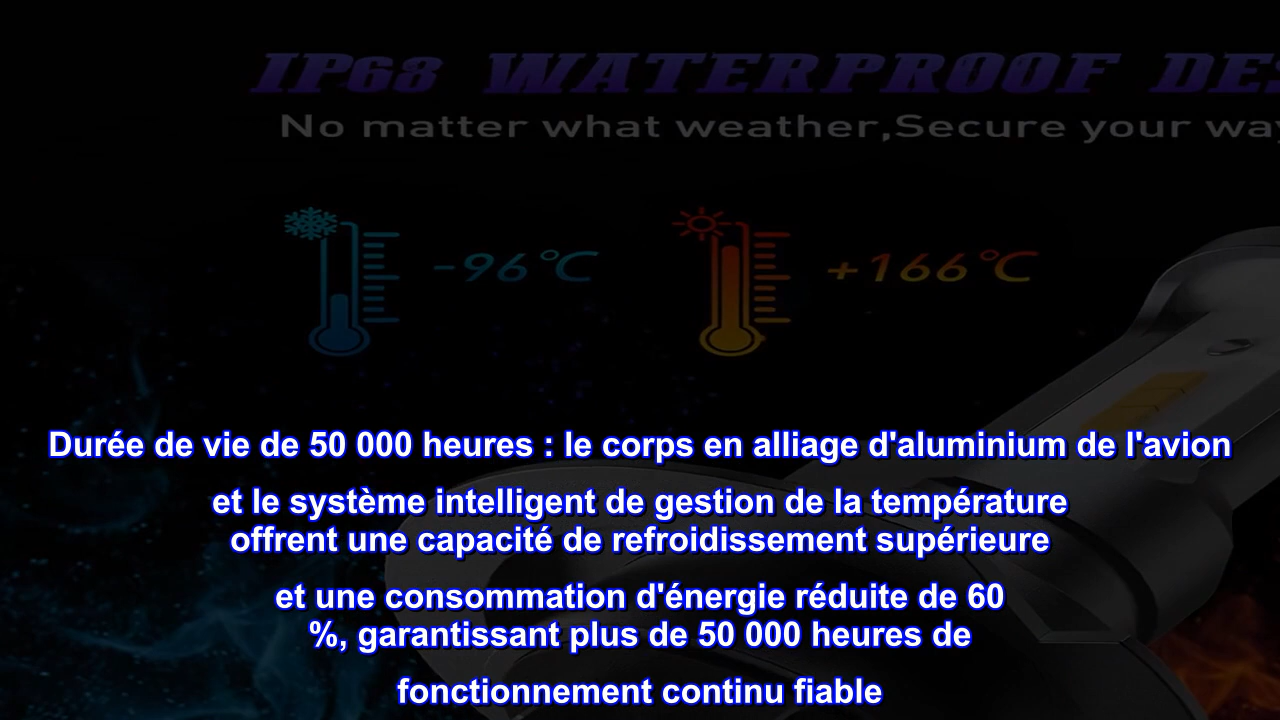 IP68 WATERPROOF
No matter what weather,Secure your
-96°C
+166°C
Durée de vie de 50 000 heures : le corps en alliage d'aluminium de l'avion
et le système intelligent de gestion de la température
offrent une capacité de refroidissement supérieure
et une consommation d'énergie réduite de 60
%, garantissant plus de 50 000 heures de
fonctionnement continu fiable